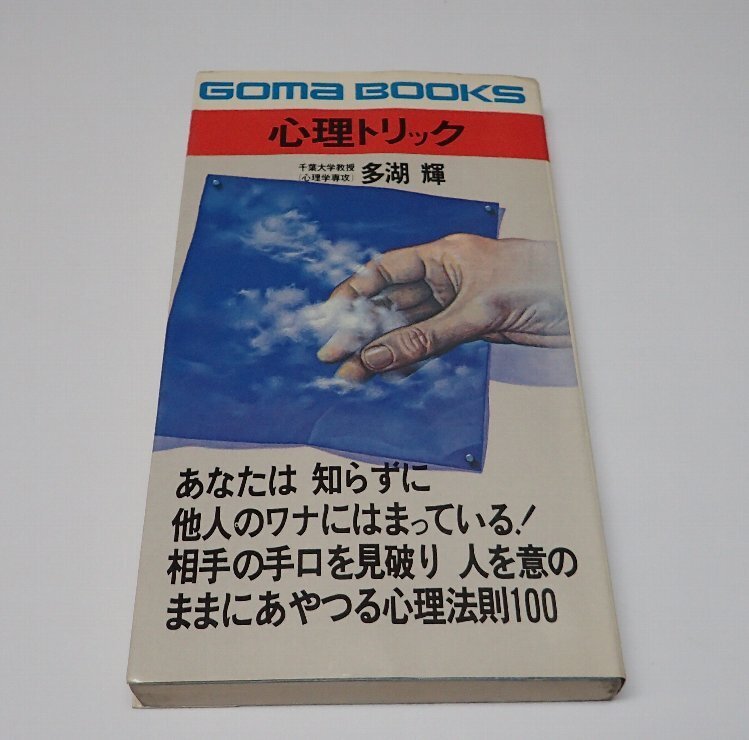 GOMA BOOKS
心理トリック
千葉大学教授
(心理学専攻)
多湖 輝
あなたは 知らずに
他人のワナにはまっている!
相手の手口を見破り 人を意の
ままにあやつる心理法則100